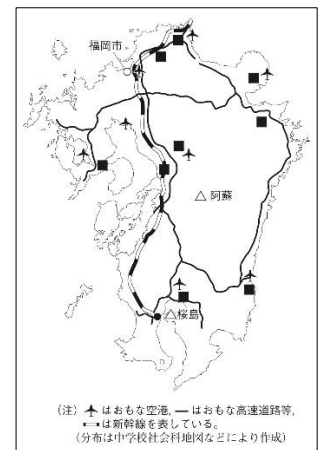 福岡市
△ 阿蘇
△桜島
(注) ✈ はおもな空港, ━ はおもな高速道路等,
は新幹線を表している。
(分布は中学校社会科地図などにより作成)